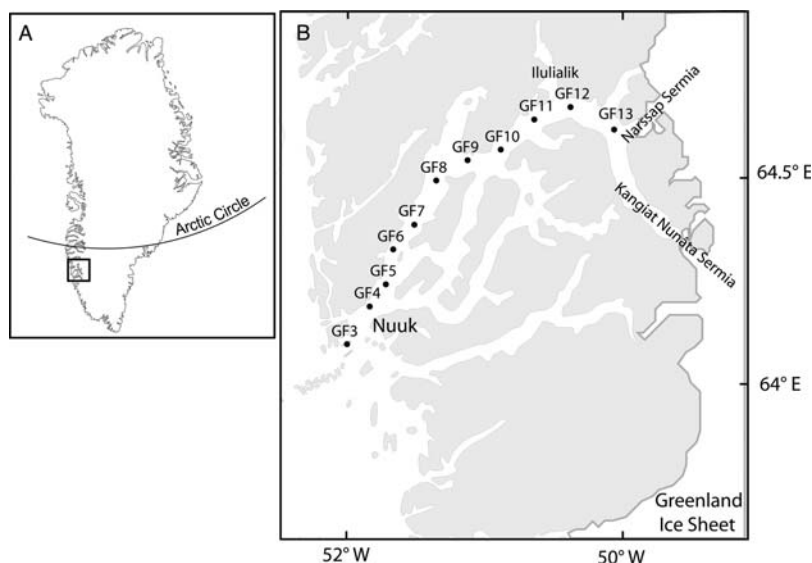 A
Arctic Circle
B
Ilulialik
GF12
GF11
GF13
Narssap Sermia
GF10
GF9
GF8
64.5° E
Kangiat Nunáta Sermia
GF7
GF6
GF5
GF4
Nuuk
GF3
64° E
Greenland
Ice Sheet
52° W
50° W